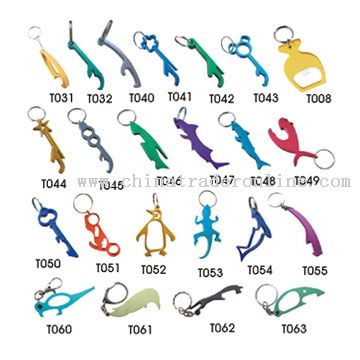 T031 T032 T040 T041 T042 T043 T008
T044 T045 T046 T047 T048 T049
www.chinatraderonline.com
T050 T051 T052 T053 T054 T055
T060 T061 T062 T063